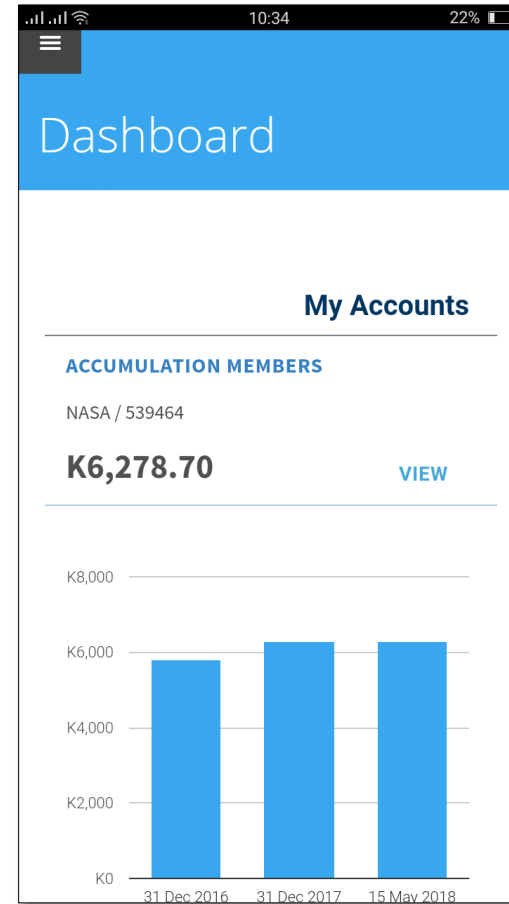 10:34 22%
Dashboard
My Accounts
ACCUMULATION MEMBERS
NASA / 539464
K6,278.70 VIEW
K8,000
K6,000
K4,000
K2,000
K0
31 Dec 2016 31 Dec 2017 15 May 2018